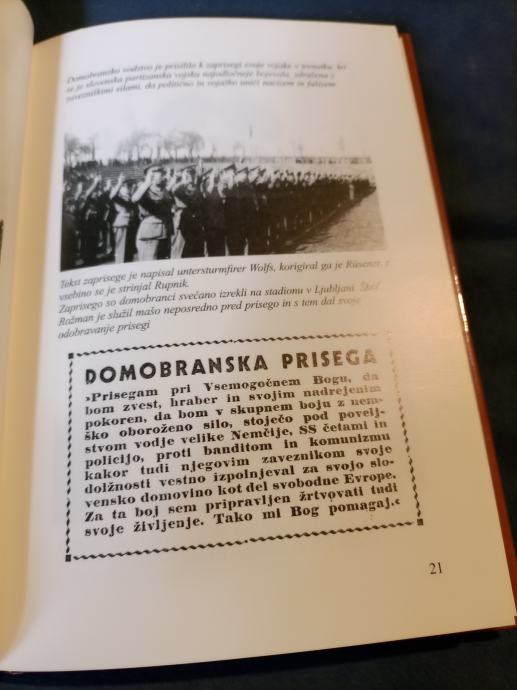 Domobransko vodstvo je prisililo k zaprisegi svoje vojake v trenutku, ko
se je slovenska partizanska vojska najodločneje borila, združena z
zavezniškimi silami, da politično in vojaško uniči nacizem in fašizem
Tekst zaprisege je napisal untersturmfirer Wolfs, korigiral ga je Rüsener, z
vsebino se je strinjal Rupnik.
Zaprisego so domobranci svečano izrekli na stadionu v Ljubljani. Škof
Rožman je služil mašo neposredno pred prisego in s tem dal svoje
odobravanje prisegi
DOMOBRANSKA PRISEGA
»Prisegam pri Vsemogočnem Bogu, da
bom zvest, hraber in svojim nadrejenim
pokoren, da bom v skupnem boju z nem-
ško oboroženo silo, stoječo pod povelj-
stvom vodje velike Nemčije, SS četami in
policijo, proti banditom in komunizmu
kakor tudi njegovim zaveznikom svoje
dolžnosti vestno izpolnjeval za svojo slo-
vensko domovino kot del svobodne Evrope.
Za ta boj sem pripravljen žrtvovati tudi
svoje življenje. Tako mi Bog pomagaj.«
21